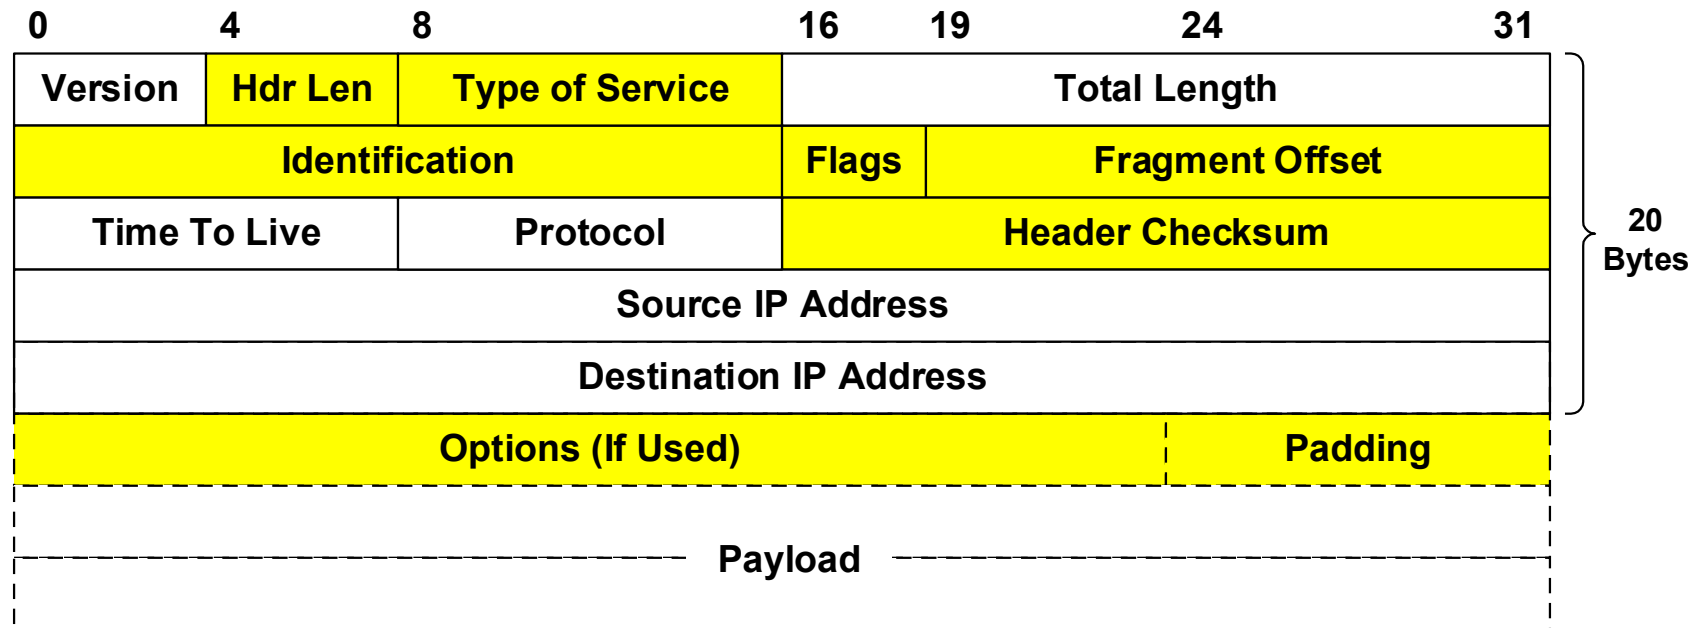 0 4 8 16 19 24 31
Version Hdr Len Type of Service Total Length
Identification Flags Fragment Offset
Time To Live Protocol Header Checksum
20
Bytes
Source IP Address
Destination IP Address
Options (If Used) Padding
Payload